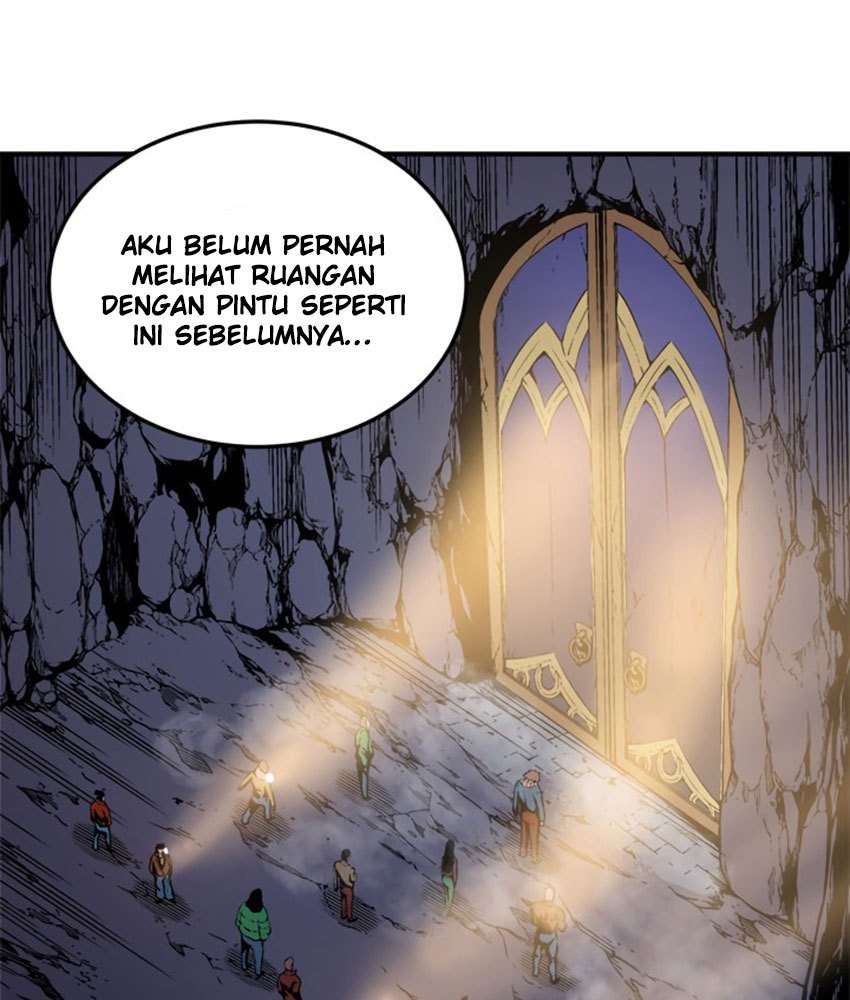 AKU BELUM PERNAH
MELIHAT RUANGAN
DENGAN PINTU SEPERTI
INI SEBELUMNYA...